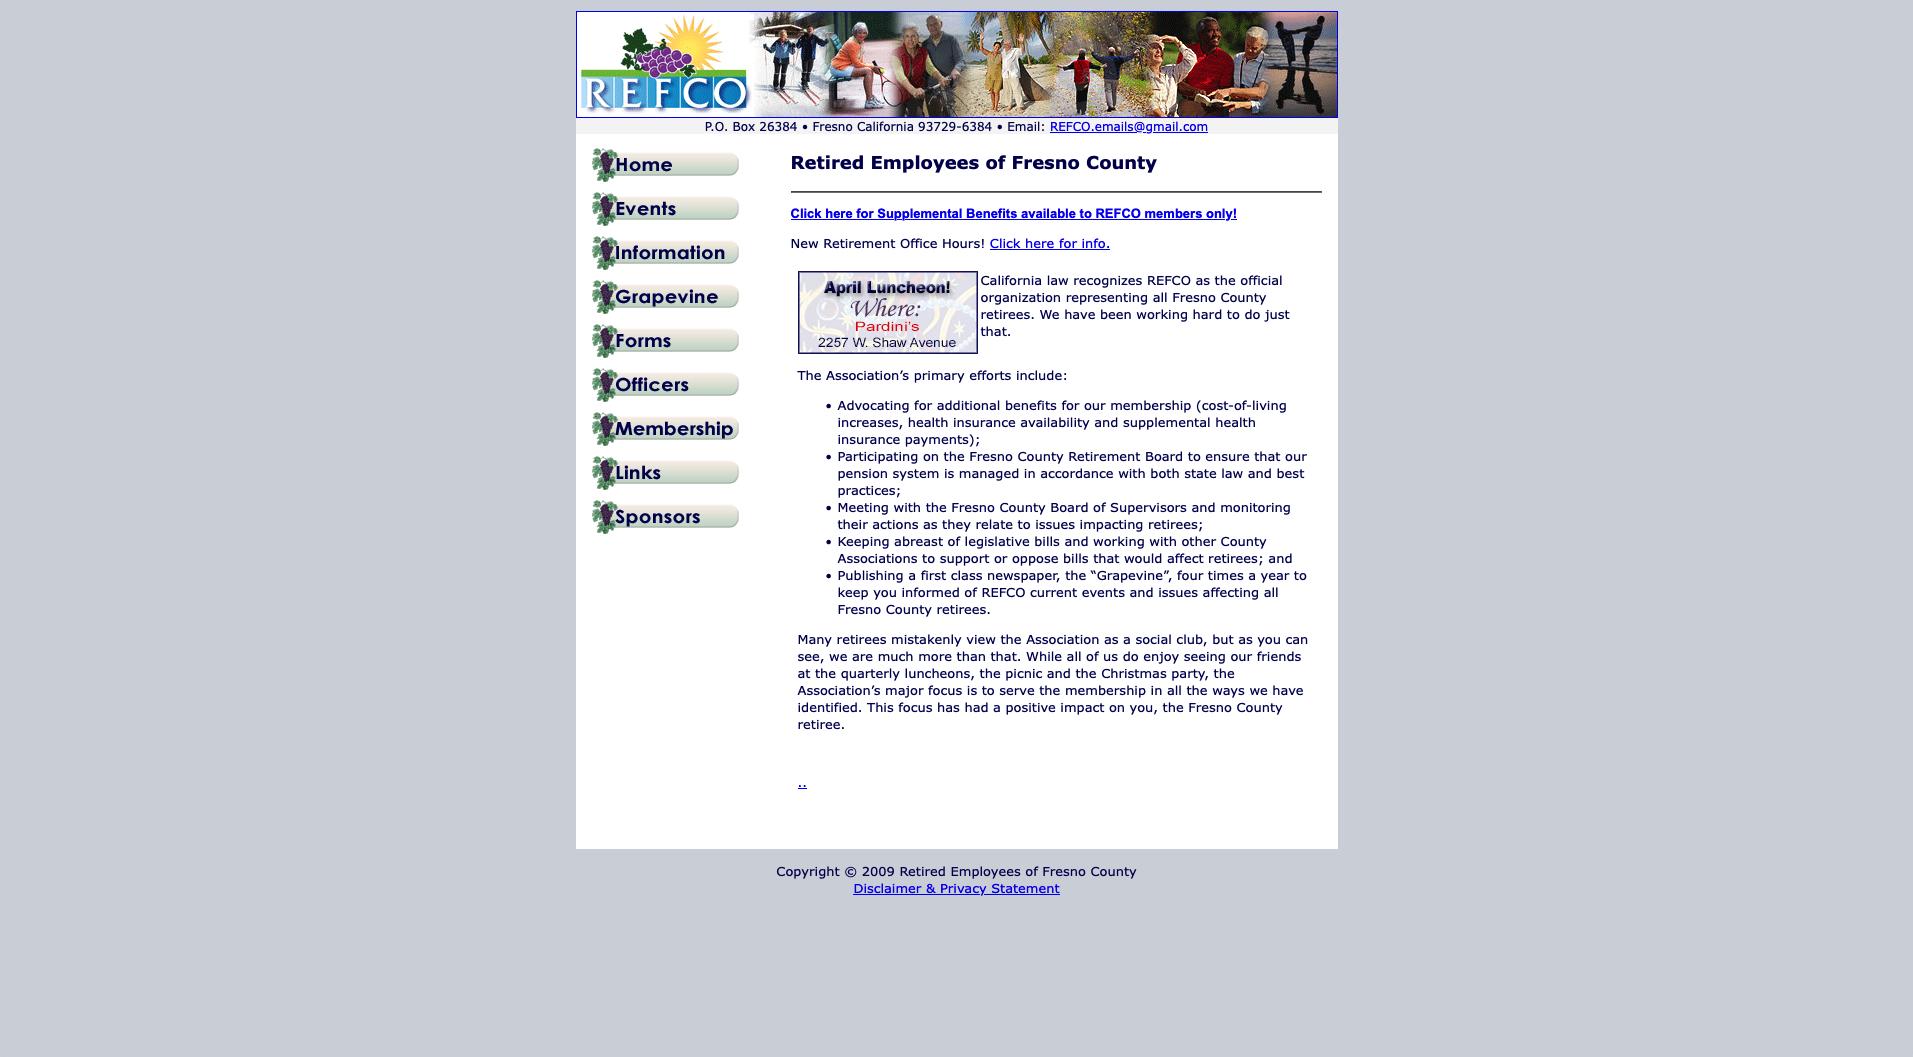 REFCO
P.O. Box 26384 • Fresno California 93729-6384 • Email: REFCO.emails@gmail.com
Home
Events
Information
Grapevine
Forms
Officers
Membership
Links
Sponsors
Retired Employees of Fresno County
Click here for Supplemental Benefits available to REFCO members only!
New Retirement Office Hours! Click here for info.
April Luncheon!
Where:
Pardini's
2257 W. Shaw Avenue
California law recognizes REFCO as the official
organization representing all Fresno County
retirees. We have been working hard to do just
that.
The Association’s primary efforts include:
• Advocating for additional benefits for our membership (cost-of-living
increases, health insurance availability and supplemental health
insurance payments);
• Participating on the Fresno County Retirement Board to ensure that our
pension system is managed in accordance with both state law and best
practices;
• Meeting with the Fresno County Board of Supervisors and monitoring
their actions as they relate to issues impacting retirees;
• Keeping abreast of legislative bills and working with other County
Associations to support or oppose bills that would affect retirees; and
• Publishing a first class newspaper, the “Grapevine”, four times a year to
keep you informed of REFCO current events and issues affecting all
Fresno County retirees.
Many retirees mistakenly view the Association as a social club, but as you can
see, we are much more than that. While all of us do enjoy seeing our friends
at the quarterly luncheons, the picnic and the Christmas party, the
Association’s major focus is to serve the membership in all the ways we have
identified. This focus has had a positive impact on you, the Fresno County
retiree.
..
Copyright © 2009 Retired Employees of Fresno County
Disclaimer & Privacy Statement